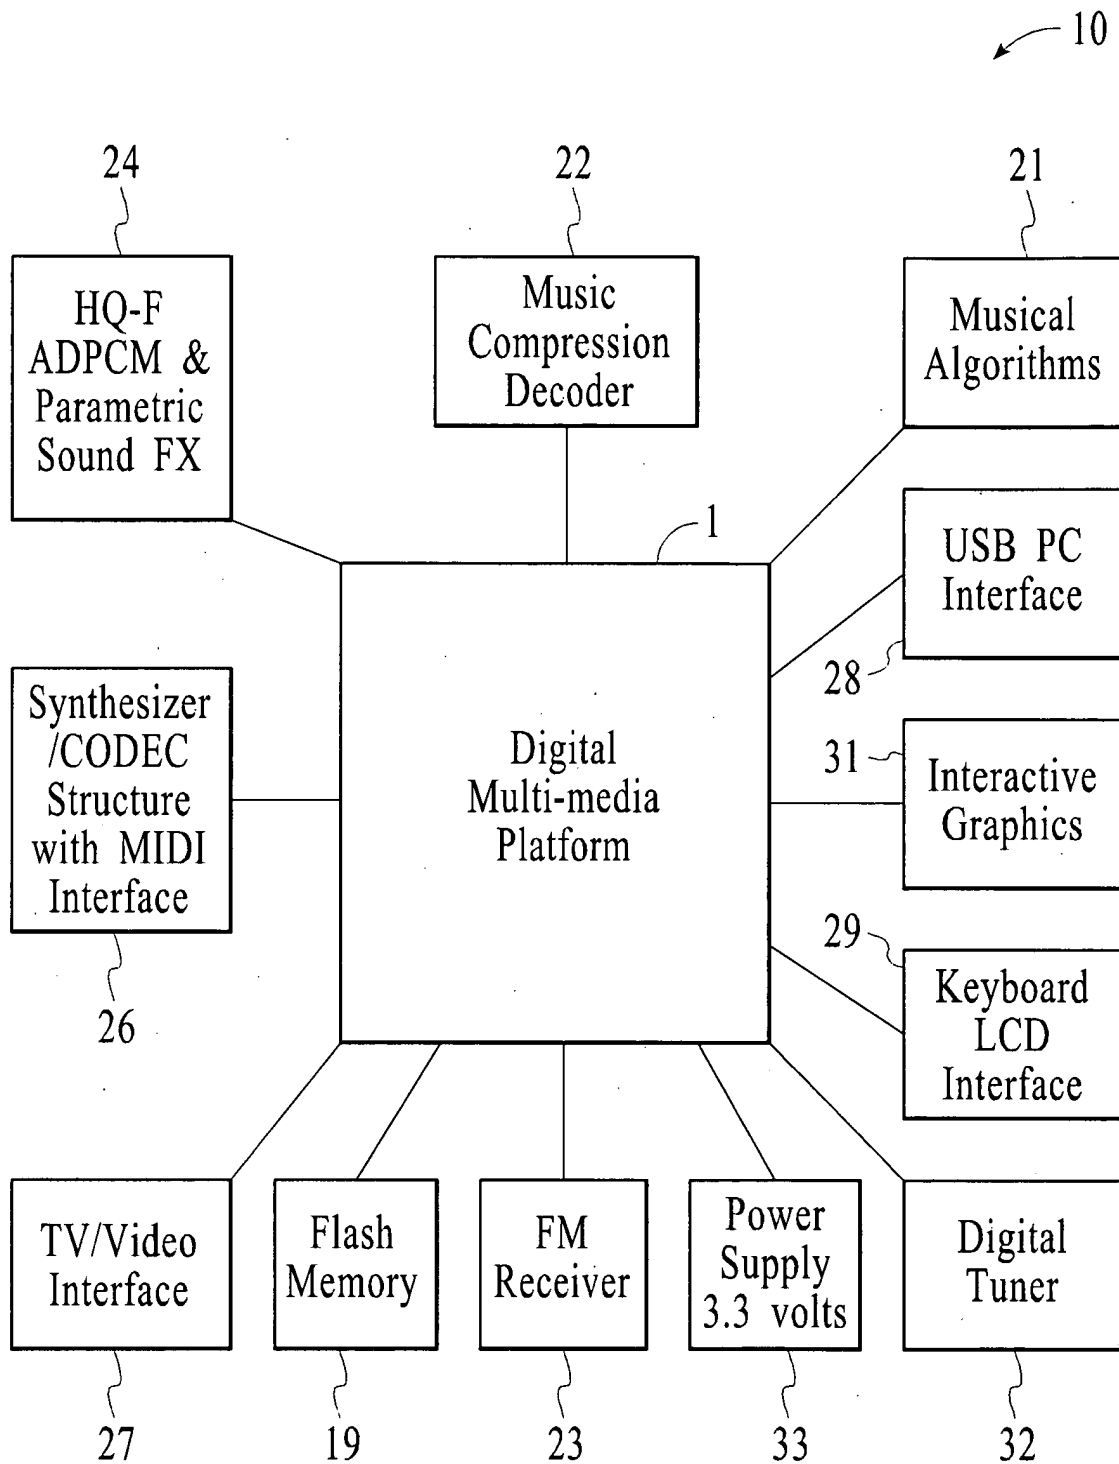 10
24
22
21
HQ-F
ADPCM &
Parametric
Sound FX
Music
Compression
Decoder
Musical
Algorithms
1
USB PC
Interface
28
Synthesizer
/CODEC
Structure
with MIDI
Interface
26
Digital
Multi-media
Platform
31
Interactive
Graphics
29
Keyboard
LCD
Interface
TV/Video
Interface
Flash
Memory
FM
Receiver
Power
Supply
3.3 volts
Digital
Tuner
27
19
23
33
32